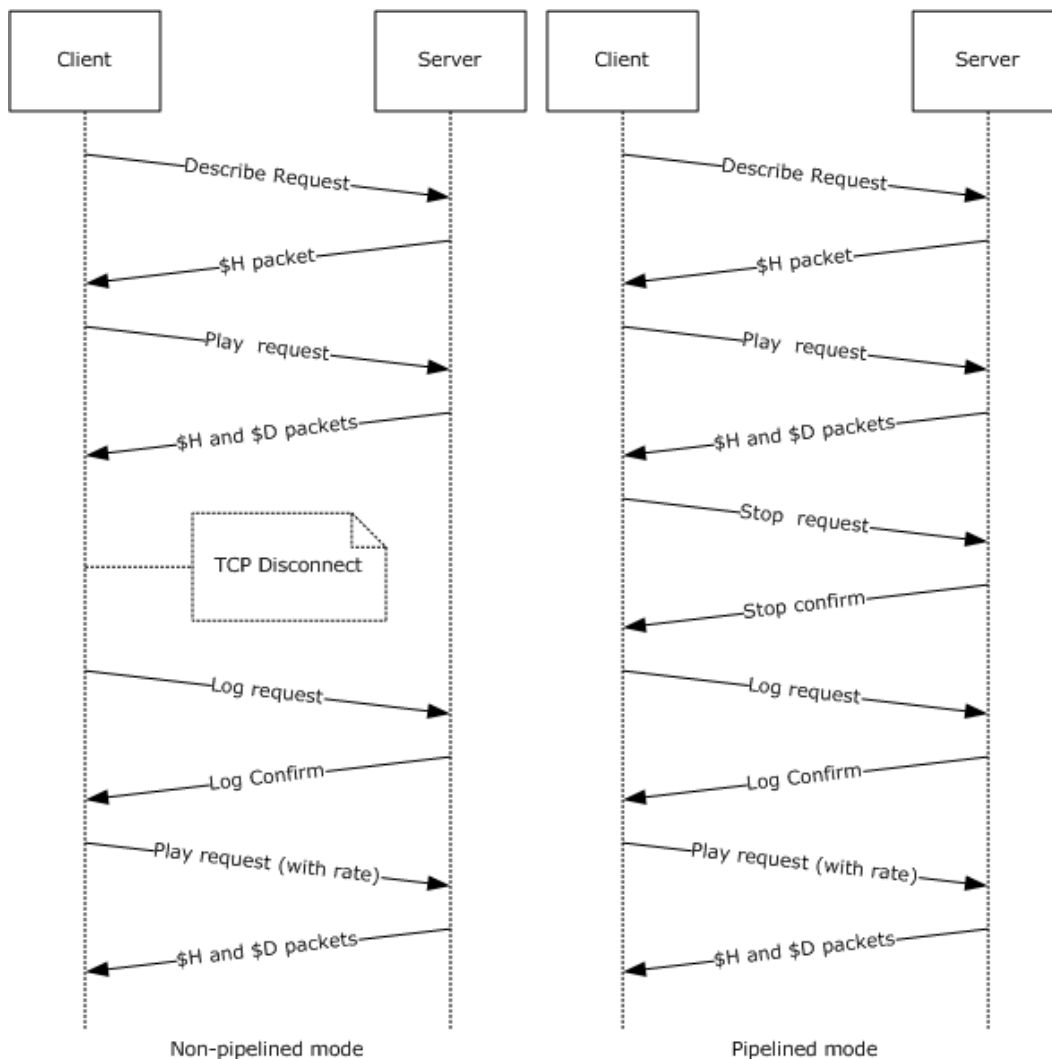 Client
Server
Client
Server
Describe Request
$H packet
Play request
$H and $D packets
TCP Disconnect
Log request
Log Confirm
Play request (with rate)
$H and $D packets
Non-pipelined mode
Describe Request
$H packet
Play request
$H and $D packets
Stop request
Stop confirm
Log request
Log Confirm
Play request (with rate)
$H and $D packets
Pipelined mode